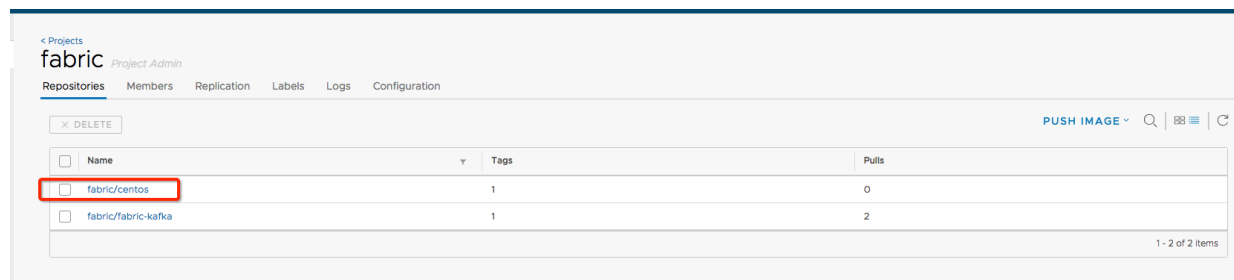 < Projects
fabric Project Admin
Repositories Members Replication Labels Logs Configuration
× DELETE PUSH IMAGE
Name Tags Pulls
fabric/centos 1 0
fabric/fabric-kafka 1 2
1 - 2 of 2 items